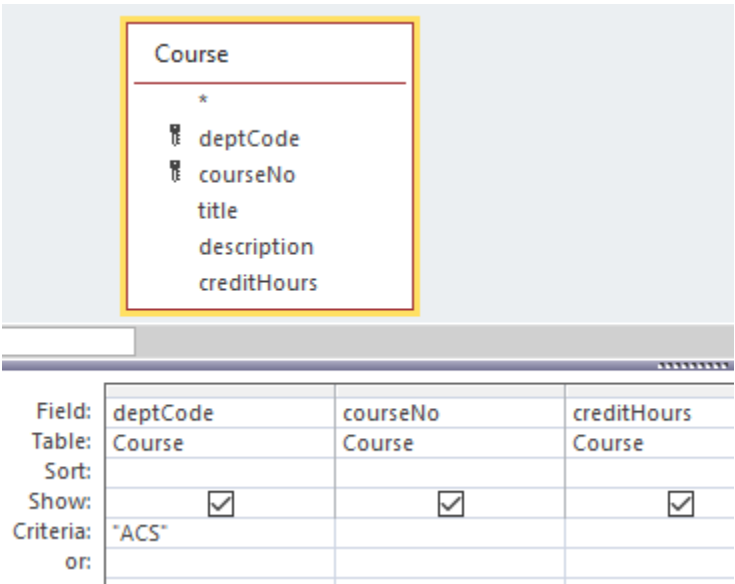 Course
*
deptCode
courseNo
title
description
creditHours
Field: deptCode courseNo creditHours
Table: Course Course Course
Sort:
Show:
Criteria: "ACS"
or: